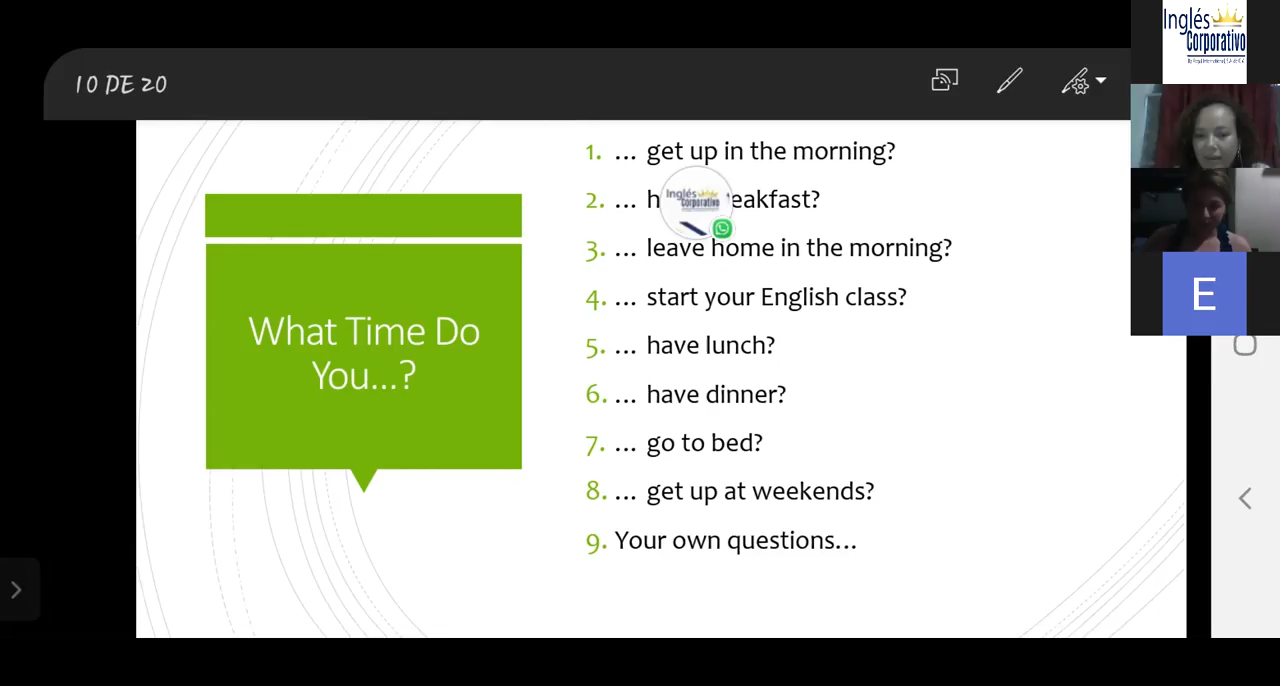 Inglés
Corporativo
10 DE 20
1. ... get up in the morning?
2. ... h eakfast?
Inglés
Corporativo
3. ... leave home in the morning?
4. ... start your English class?
E
What Time Do
You...?
5. ... have lunch?
6. ... have dinner?
7. ... go to bed?
8. ... get up at weekends?
9. Your own questions...